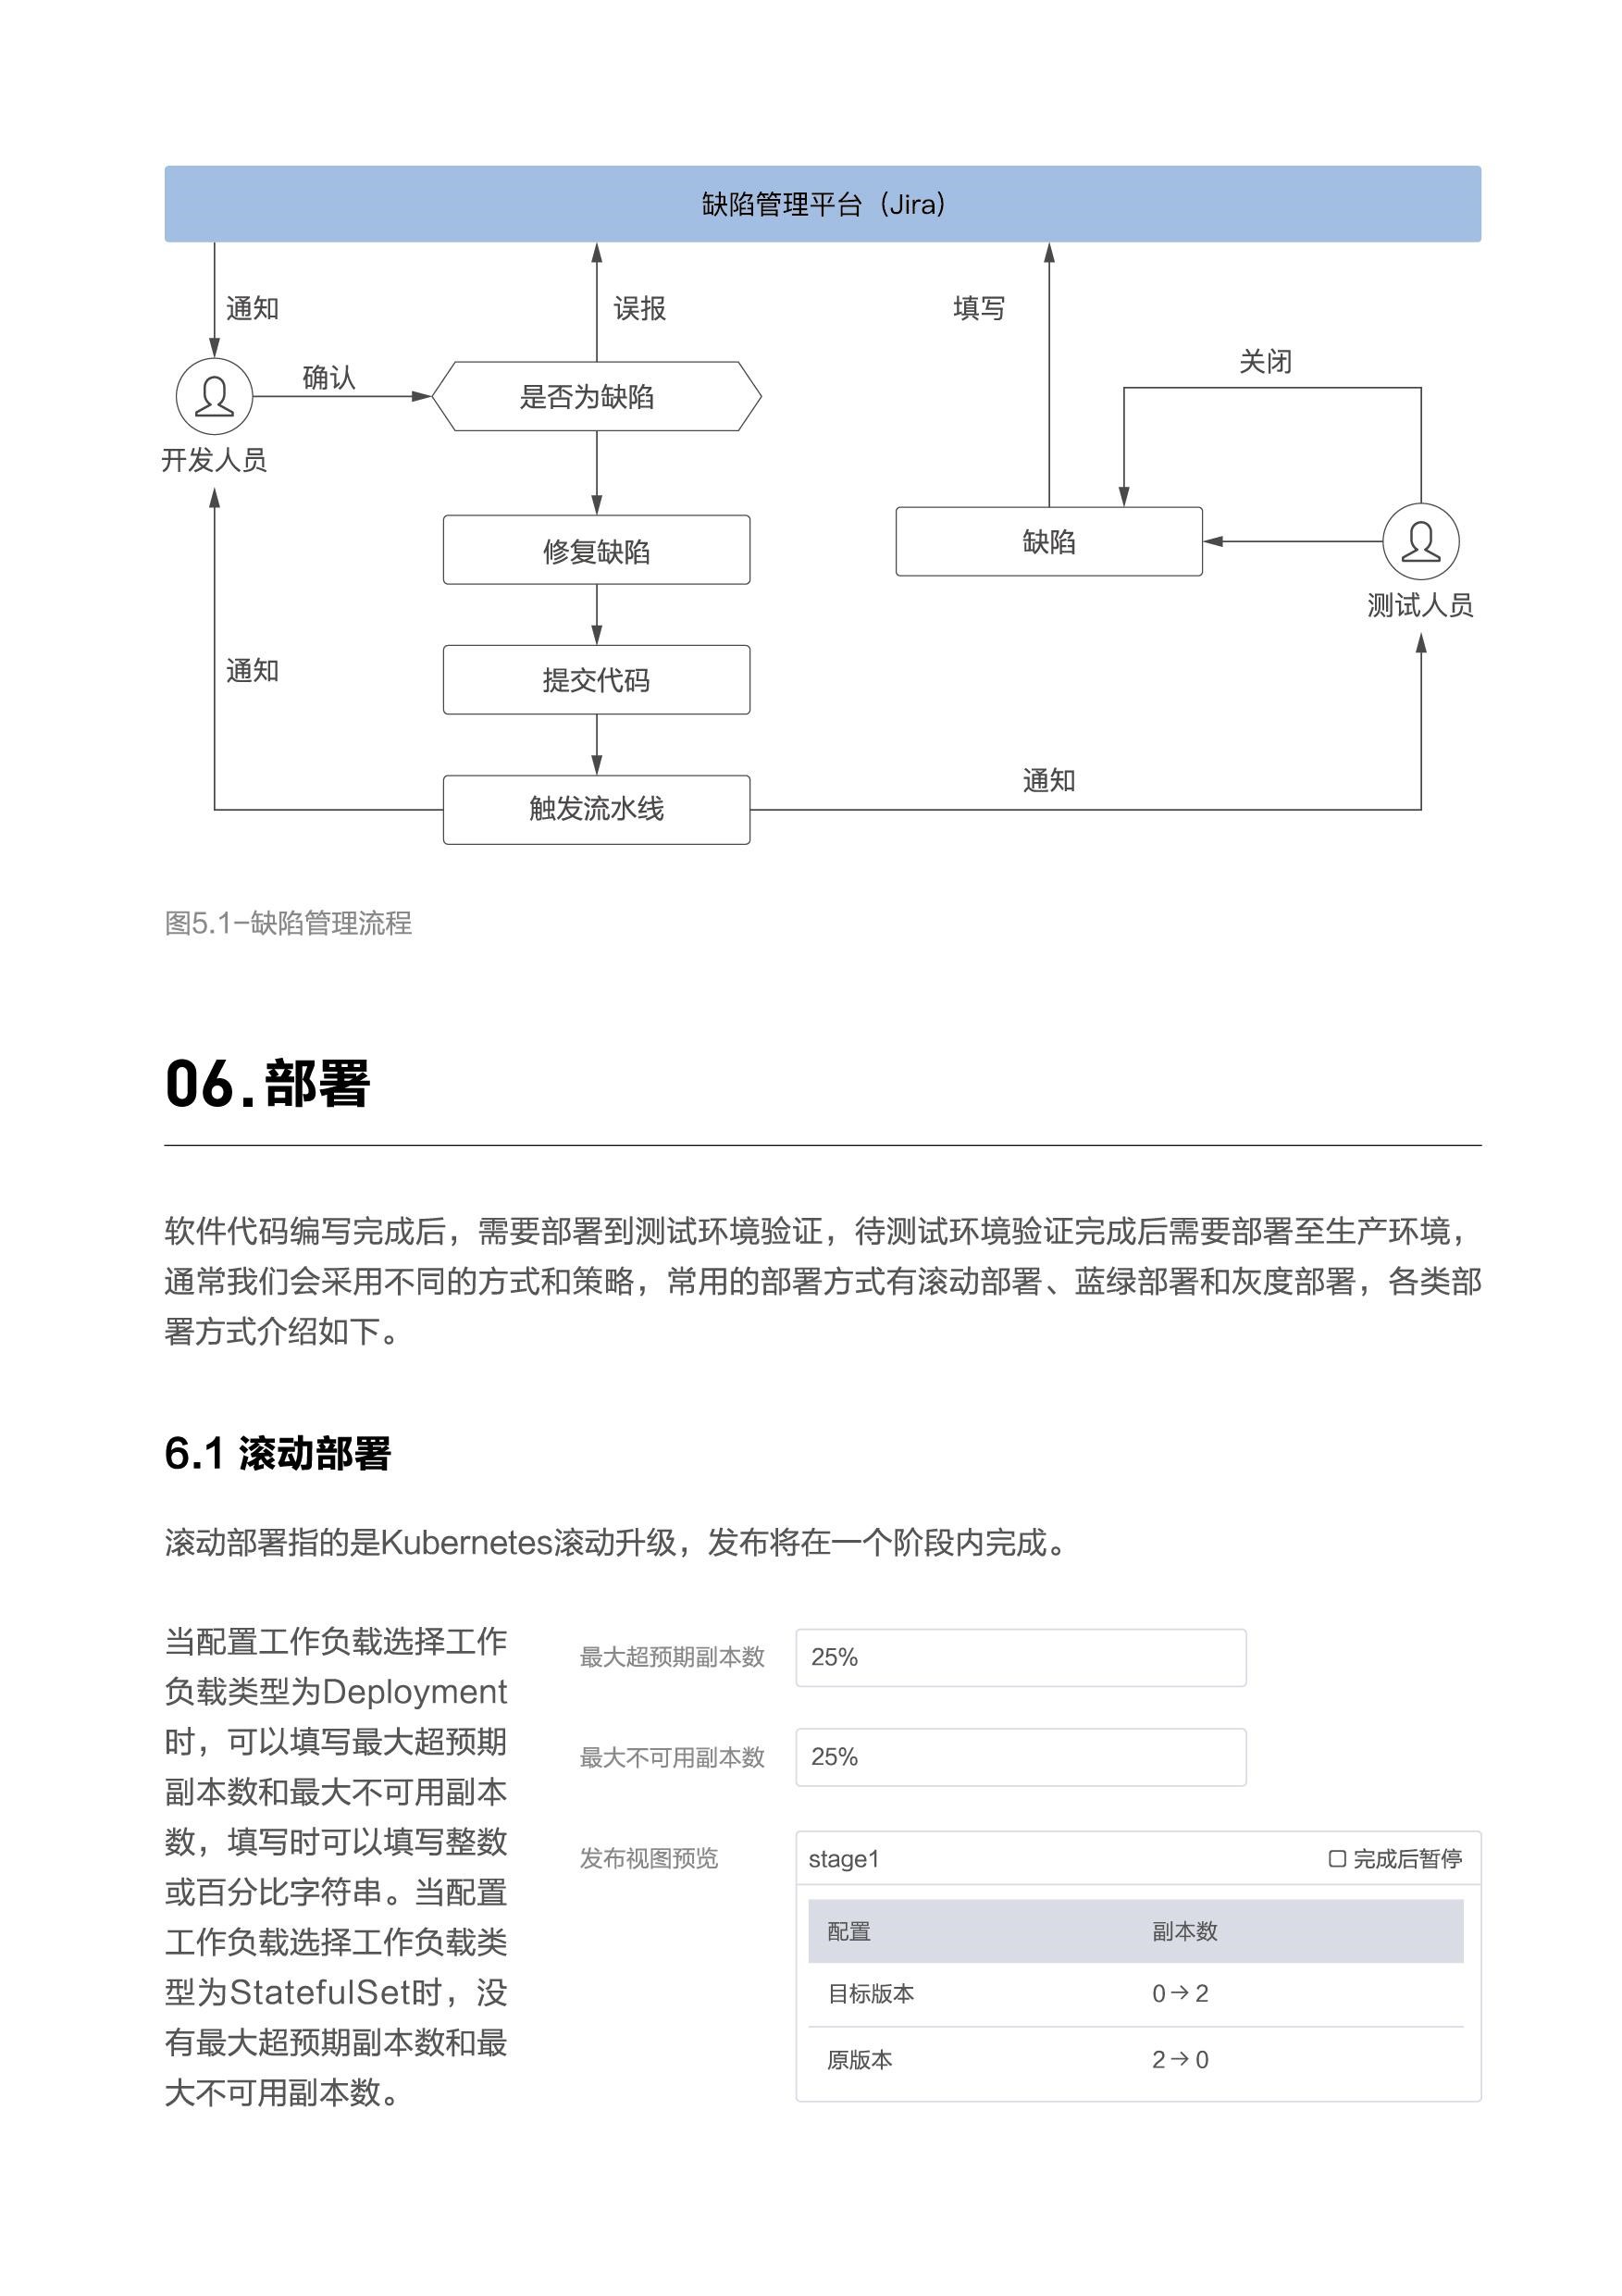 缺陷管理平台（Jira）
通知
误报
填写
关闭
确认
是否为缺陷
开发人员
修复缺陷
缺陷
测试人员
通知
提交代码
通知
触发流水线
图5.1-缺陷管理流程
06.部署
软件代码编写完成后，需要部署到测试环境验证，待测试环境验证完成后需要部署至生产环境，
通常我们会采用不同的方式和策略，常用的部署方式有滚动部署、蓝绿部署和灰度部署，各类部
署方式介绍如下。
6.1 滚动部署
滚动部署指的是Kubernetes滚动升级，发布将在一个阶段内完成。
当配置工作负载选择工作
负载类型为Deployment
时，可以填写最大超预期
副本数和最大不可用副本
数，填写时可以填写整数
或百分比字符串。当配置
工作负载选择工作负载类
型为StatefulSet时，没
有最大超预期副本数和最
大不可用副本数。
最大超预期副本数 25%
最大不可用副本数 25%
发布视图预览 stage1 完成后暂停
配置 副本数
目标版本 0→2
原版本 2→0